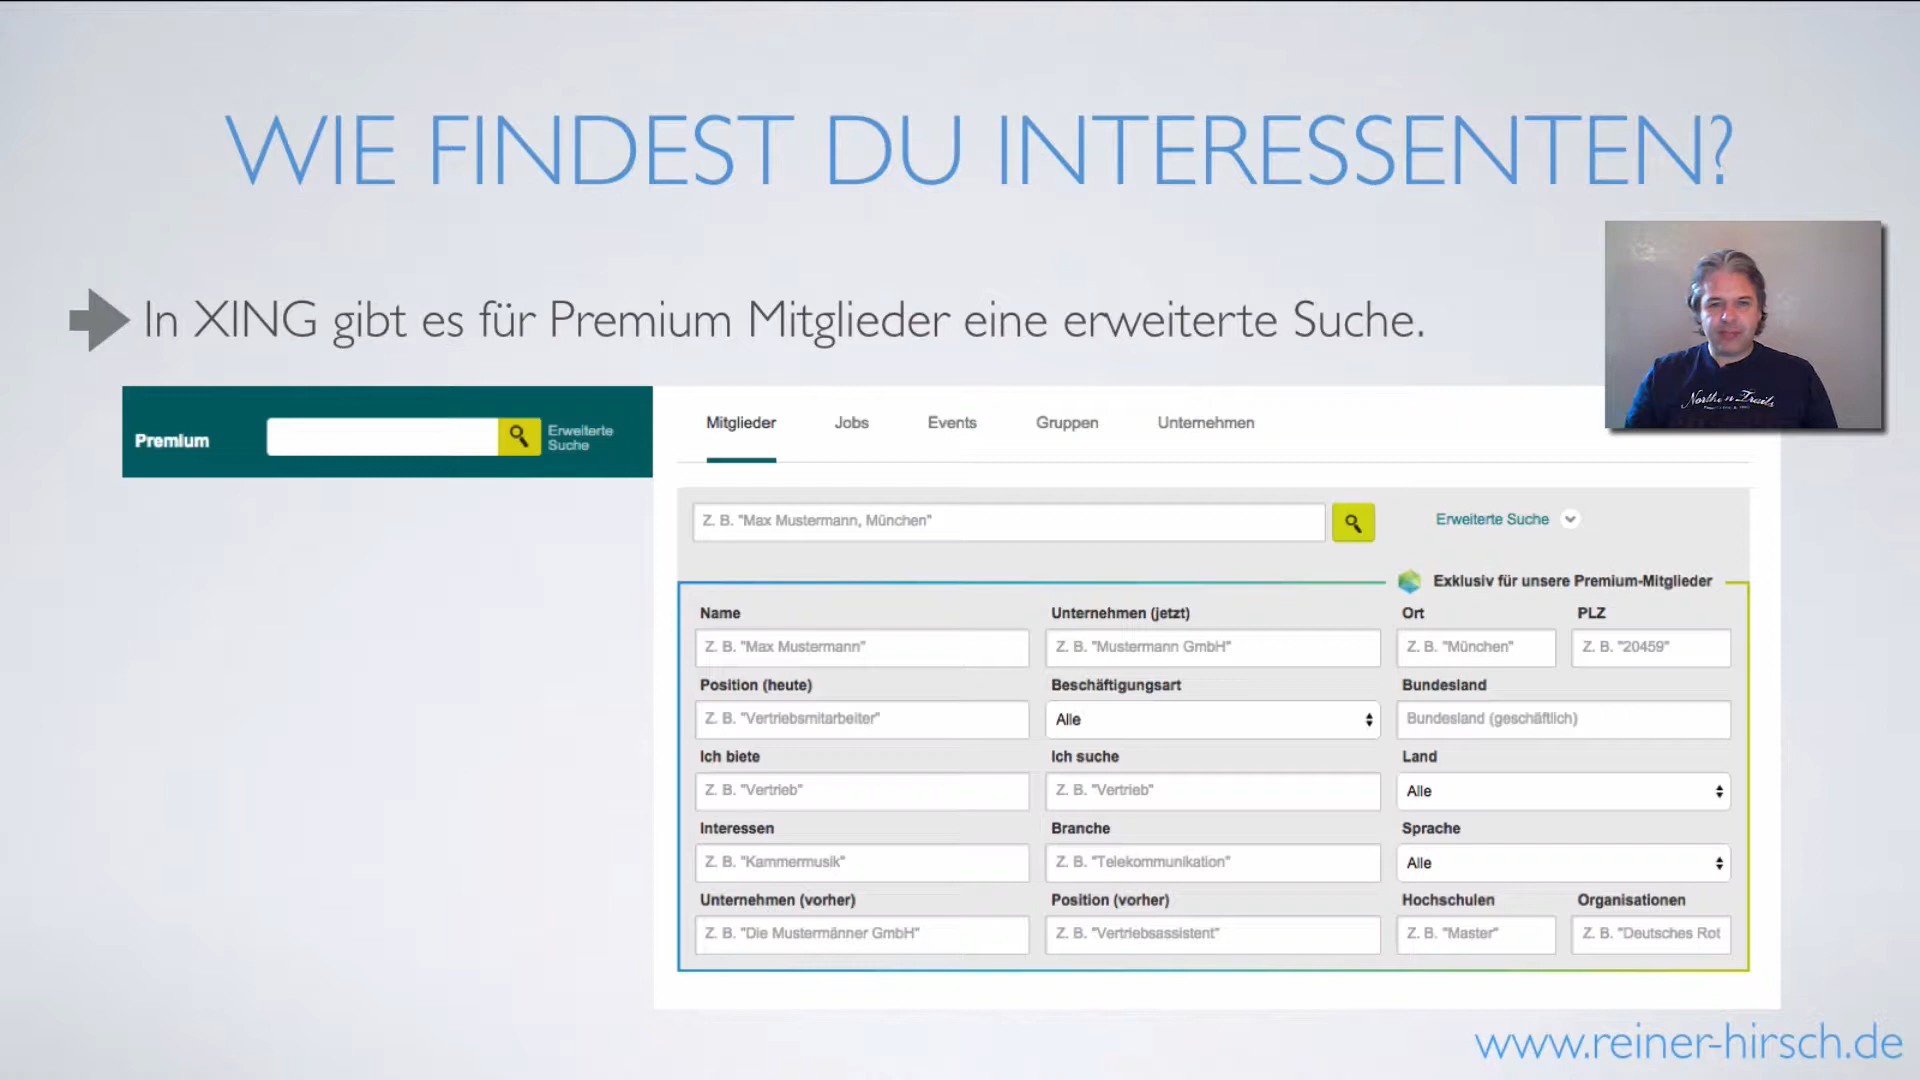 WIE FINDEST DU INTERESSENTEN?
In XING gibt es für Premium Mitglieder eine erweiterte Suche.
Premium
Erweiterte
Suche
Mitglieder Jobs Events Gruppen Unternehmen
Z. B. "Max Mustermann, München"
Erweiterte Suche
Exklusiv für unsere Premium-Mitglieder
Name Unternehmen (jetzt) Ort PLZ
Z. B. "Max Mustermann" Z. B. "Mustermann GmbH" Z. B. "München" Z. B. "20459"
Position (heute) Beschäftigungsart Bundesland
Z. B. "Vertriebsmitarbeiter" Alle Bundesland (geschäftlich)
Ich biete Ich suche Land
Z. B. "Vertrieb" Z. B. "Vertrieb" Alle
Interessen Branche Sprache
Z. B. "Kammermusik" Z. B. "Telekommunikation" Alle
Unternehmen (vorher) Position (vorher) Hochschulen Organisationen
Z. B. "Die Mustermänner GmbH" Z. B. "Vertriebsassistent" Z. B. "Master" Z. B. "Deutsches Rot
www.reiner-hirsch.de